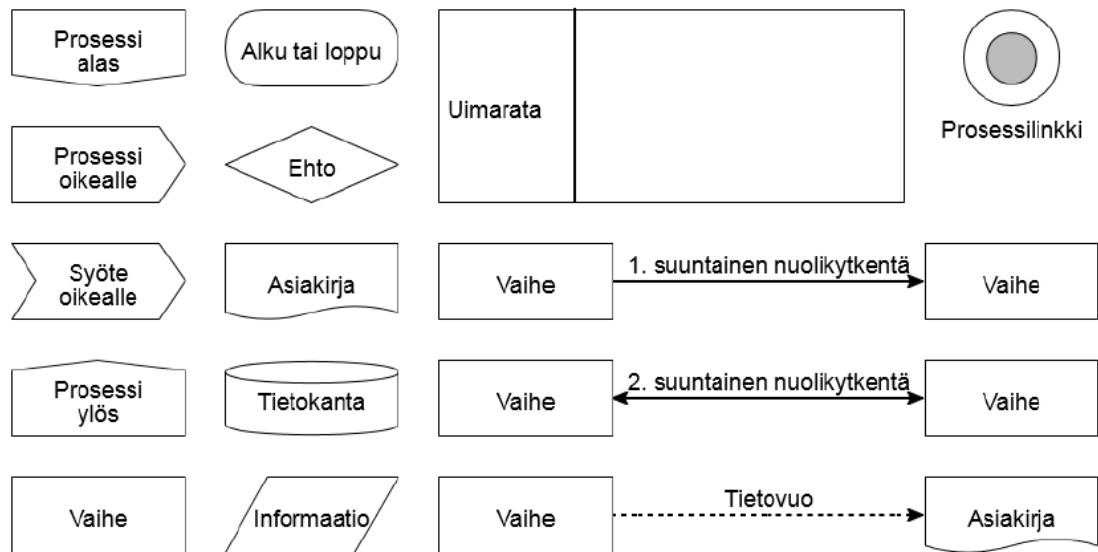 Prosessi
alas
Alku tai loppu
Uimarata
Prosessilinkki
Prosessi
oikealle
Ehto
Syöte
oikealle
Asiakirja
Vaihe
1. suuntainen nuolikytkentä
Vaihe
Prosessi
ylös
Tietokanta
Vaihe
2. suuntainen nuolikytkentä
Vaihe
Vaihe
Informaatio
Vaihe
Tietovuo
Asiakirja